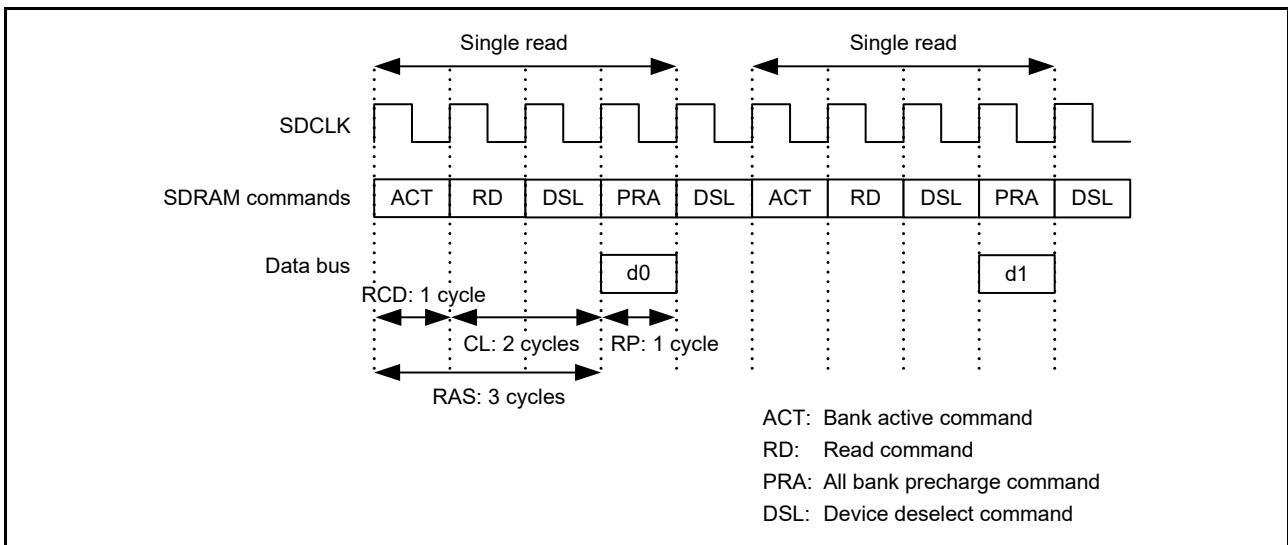 Single read Single read
SDCLK
SDRAM commands ACT RD DSL PRA DSL ACT RD DSL PRA DSL
Data bus d0 d1
RCD: 1 cycle
CL: 2 cycles RP: 1 cycle
RAS: 3 cycles
ACT: Bank active command
RD: Read command
PRA: All bank precharge command
DSL: Device deselect command